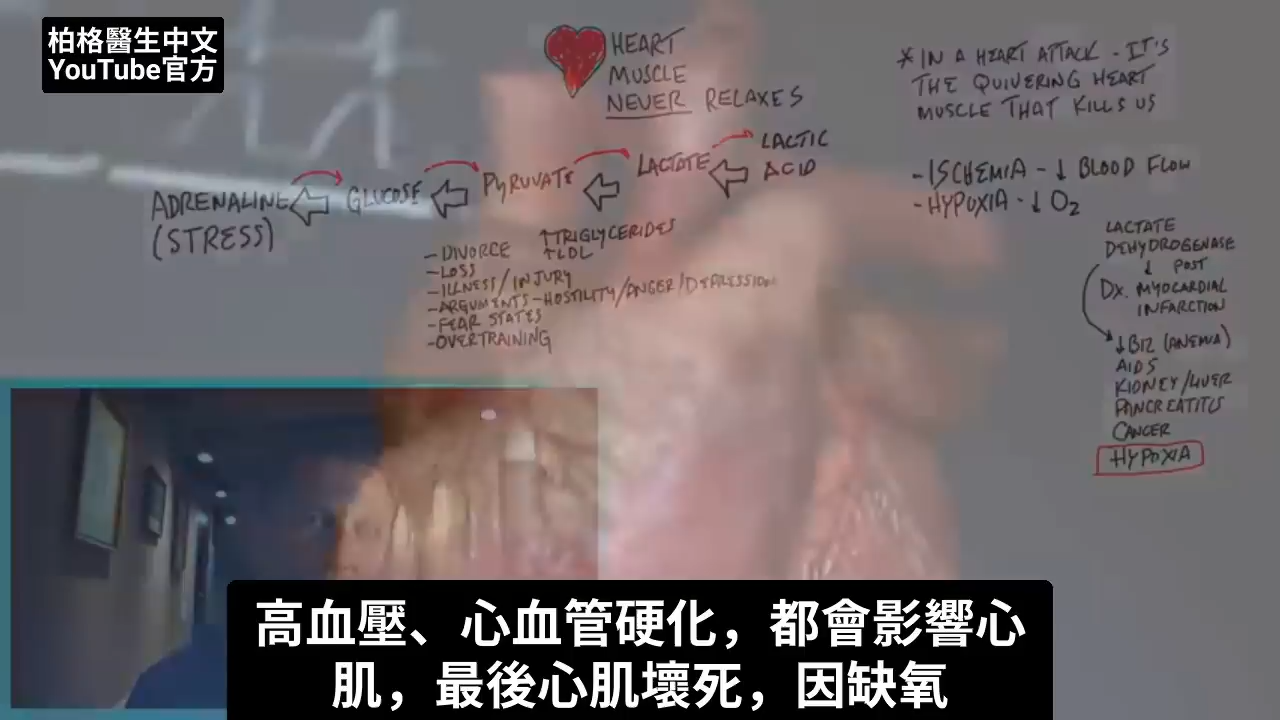 柏格醫生中文
YouTube官方
HEART
MUSCLE
NEVER RELAXES
* IN A HEART ATTACK - IT'S
THE QUIVERING HEART
MUSCLE THAT KILLS US
ADRENALINE
(STRESS)
GLUCOSE
PYRUVATE
LACTATE
LACTIC
ACID
- ISCHEMIA - ↓ BLOOD FLOW
- HYPOXIA - ↓ O2
↑TRIGLYCERIDES
↑LDL
- DIVORCE
- LOSS
- ILLNESS/INJURY
- ARGUMENTS - HOSTILITY/ANGER/DEPRESSION
- FEAR STATES
- OVERTRAINING
LACTATE
DEHYDROGENASE
↓ POST
DX. MYOCARDIAL
INFARCTION
↓B12 (ANEMIA)
AIDS
KIDNEY/LIVER
PANCREATITUS
CANCER
HYPOXIA
高血壓、心血管硬化，都會影響心
肌，最後心肌壞死，因缺氧